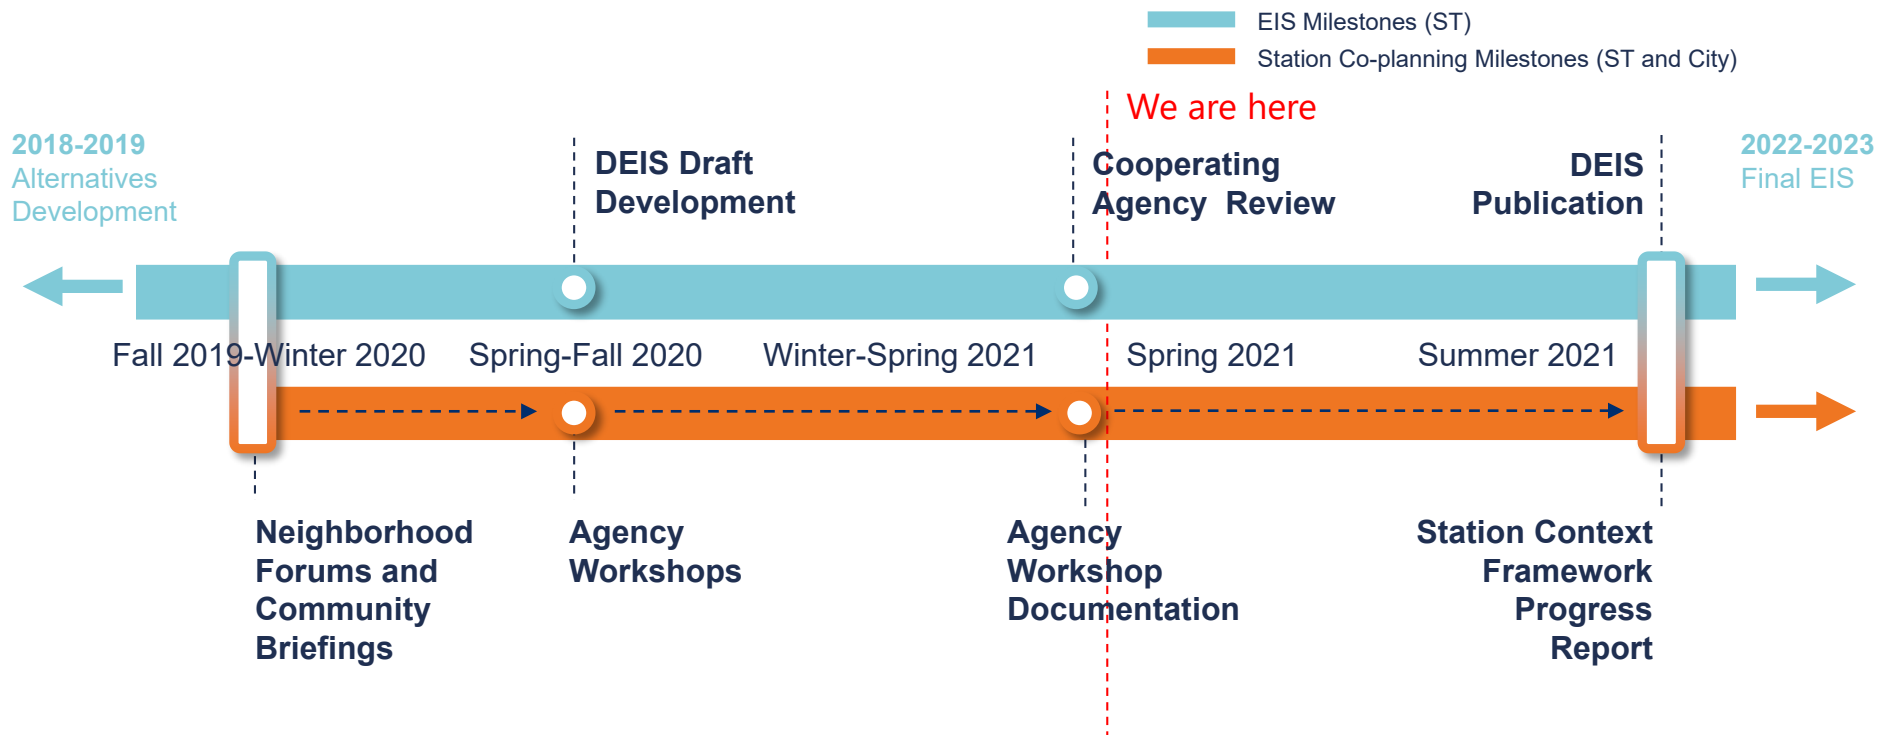 EIS Milestones (ST)
Station Co-planning Milestones (ST and City)
We are here
2018-2019
Alternatives
Development
DEIS Draft
Development
Cooperating
Agency Review
DEIS
Publication
2022-2023
Final EIS
Fall 2019-Winter 2020
Spring-Fall 2020
Winter-Spring 2021
Spring 2021
Summer 2021
Neighborhood
Forums and
Community
Briefings
Agency
Workshops
Agency
Workshop
Documentation
Station Context
Framework
Progress
Report